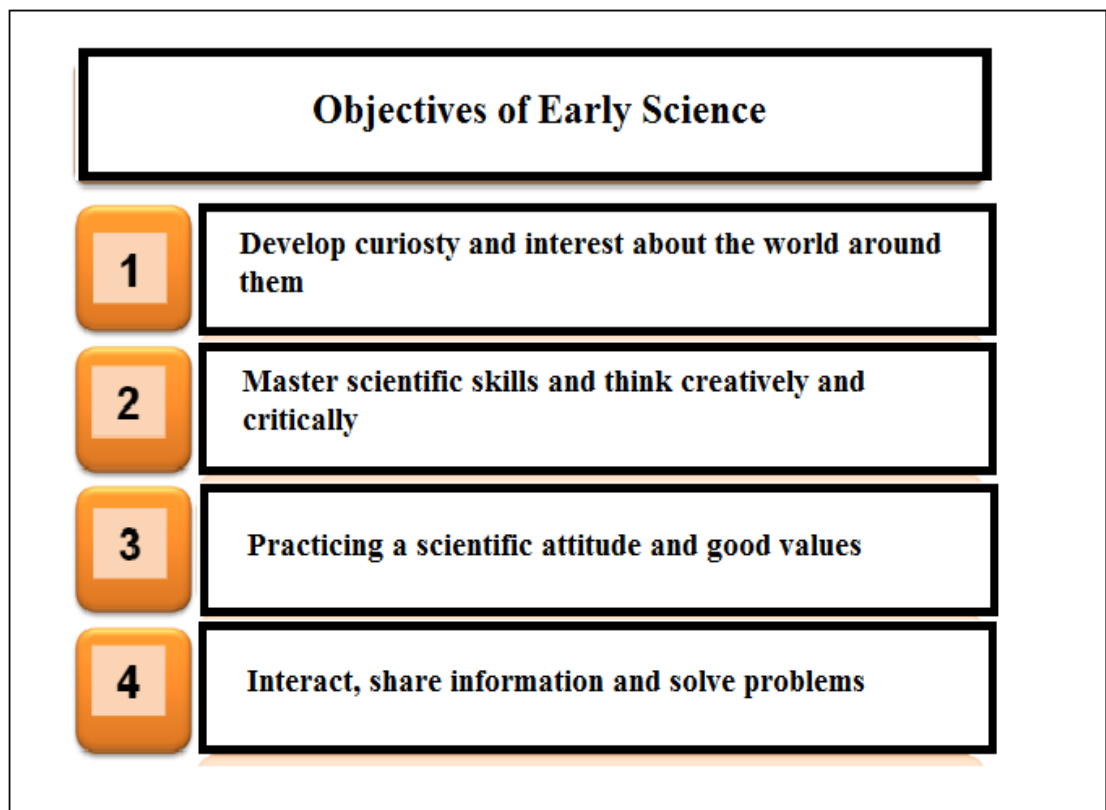 Objectives of Early Science
1
Develop curiosty and interest about the world around
them
2
Master scientific skills and think creatively and
critically
3
Practicing a scientific attitude and good values
4
Interact, share information and solve problems